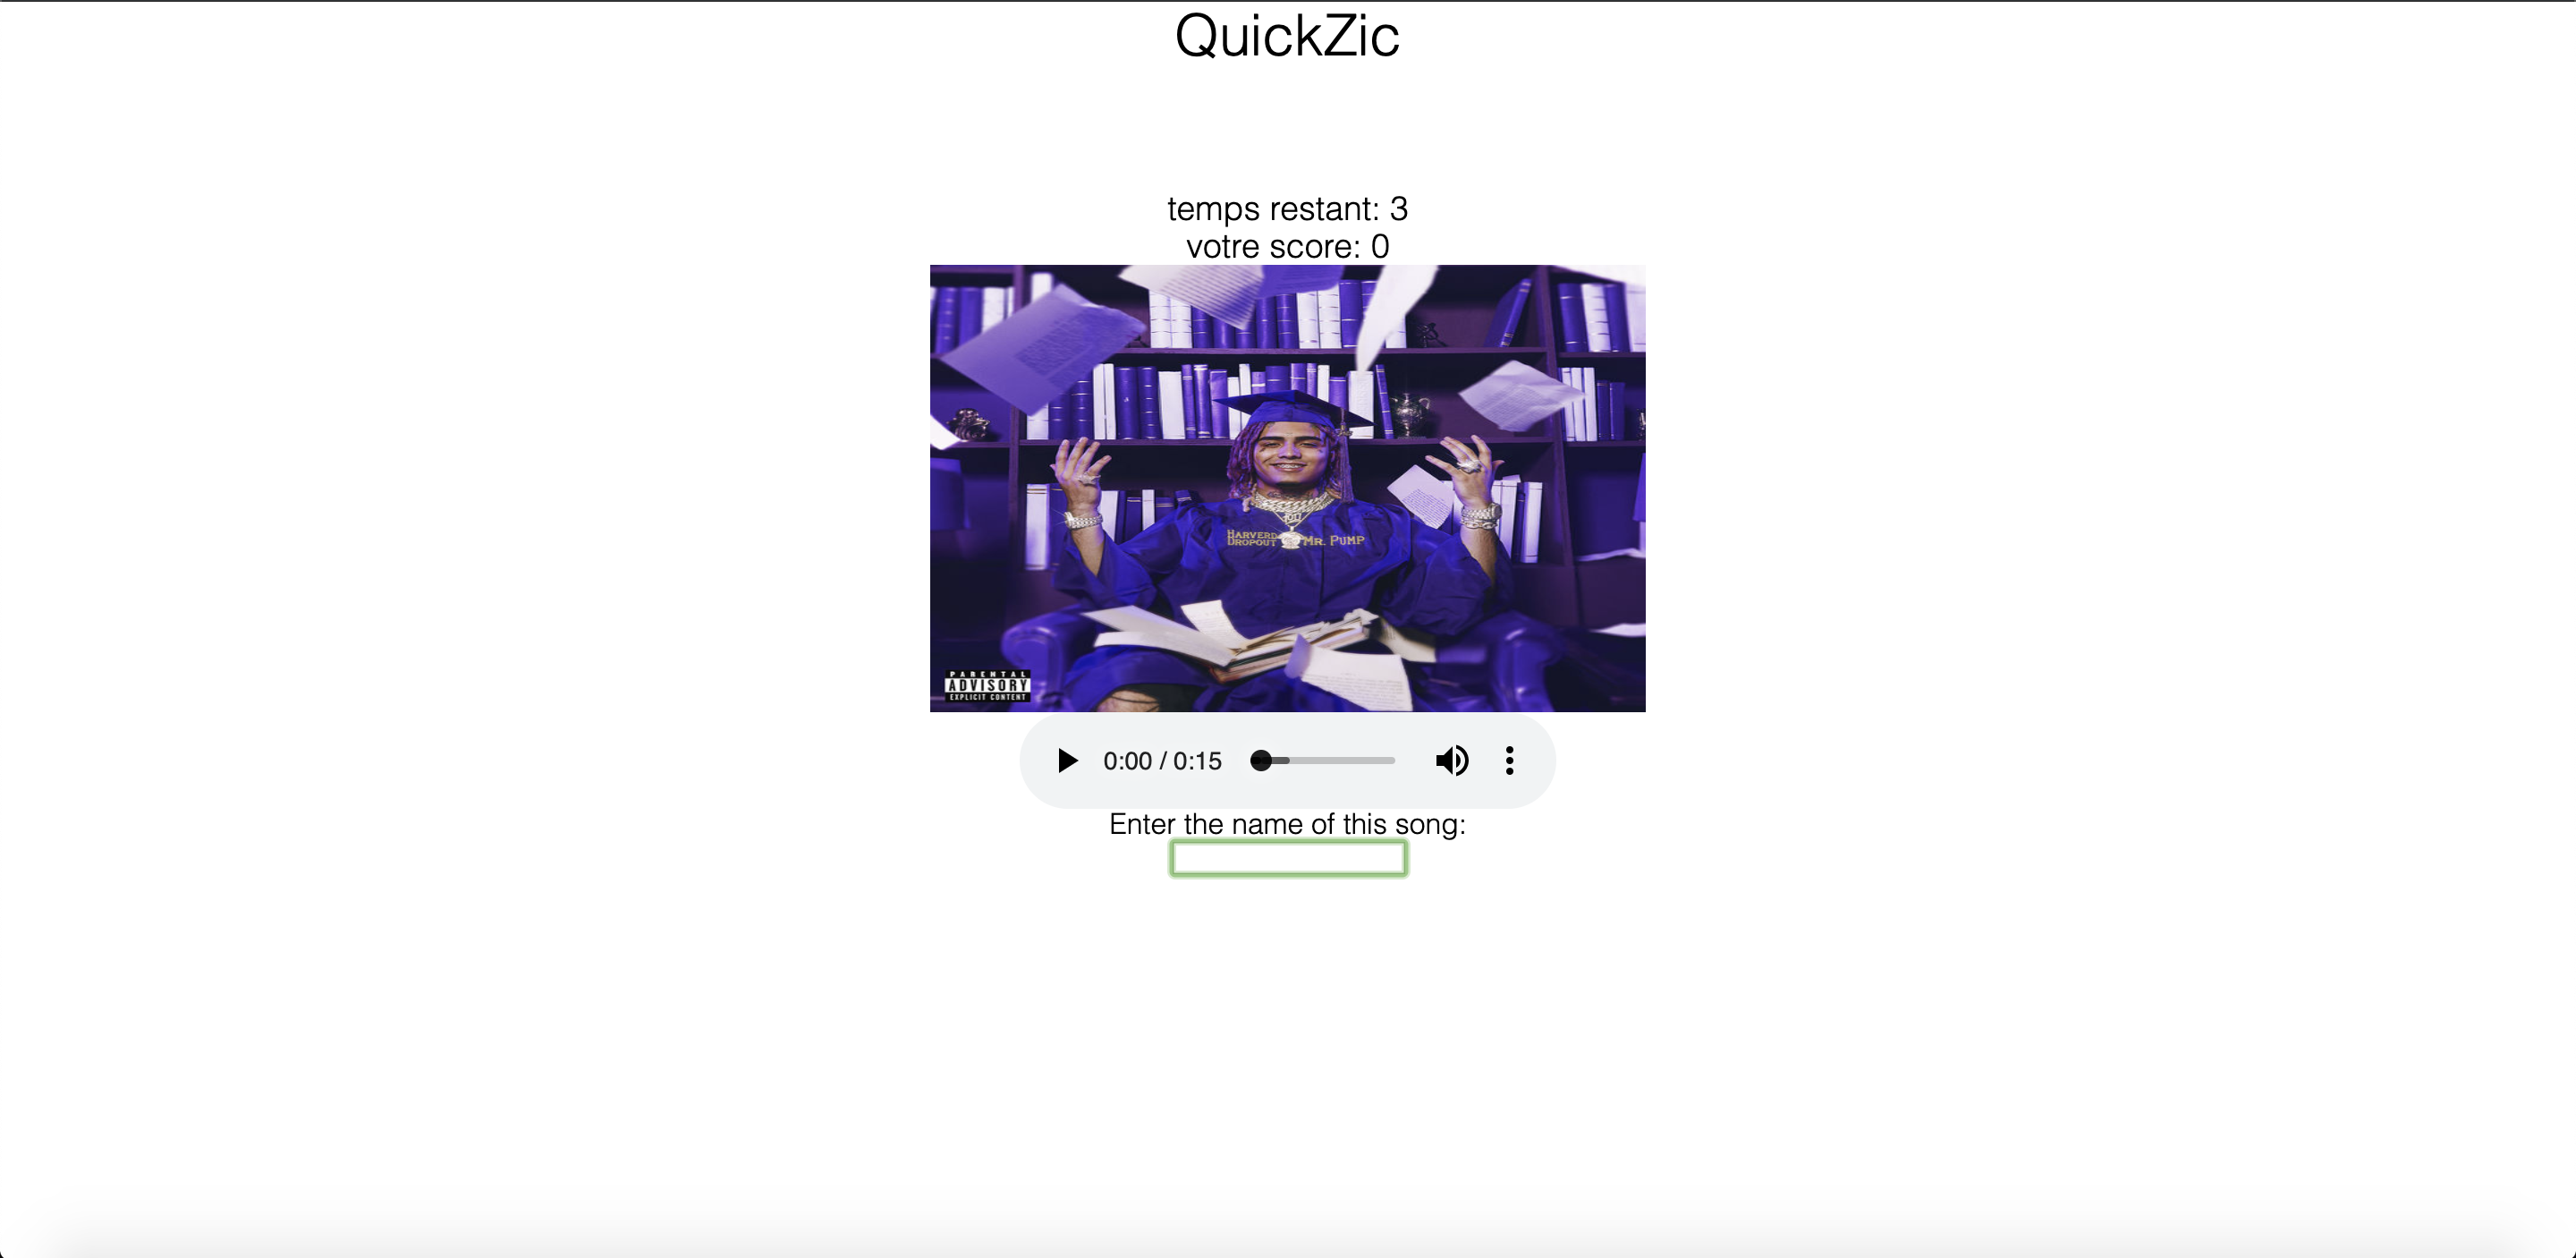 QuickZic
temps restant: 3
votre score: 0
HARVERD
DROPOUT MR. PUMP
PARENTAL
ADVISORY
EXPLICIT CONTENT
0:00 / 0:15
Enter the name of this song: